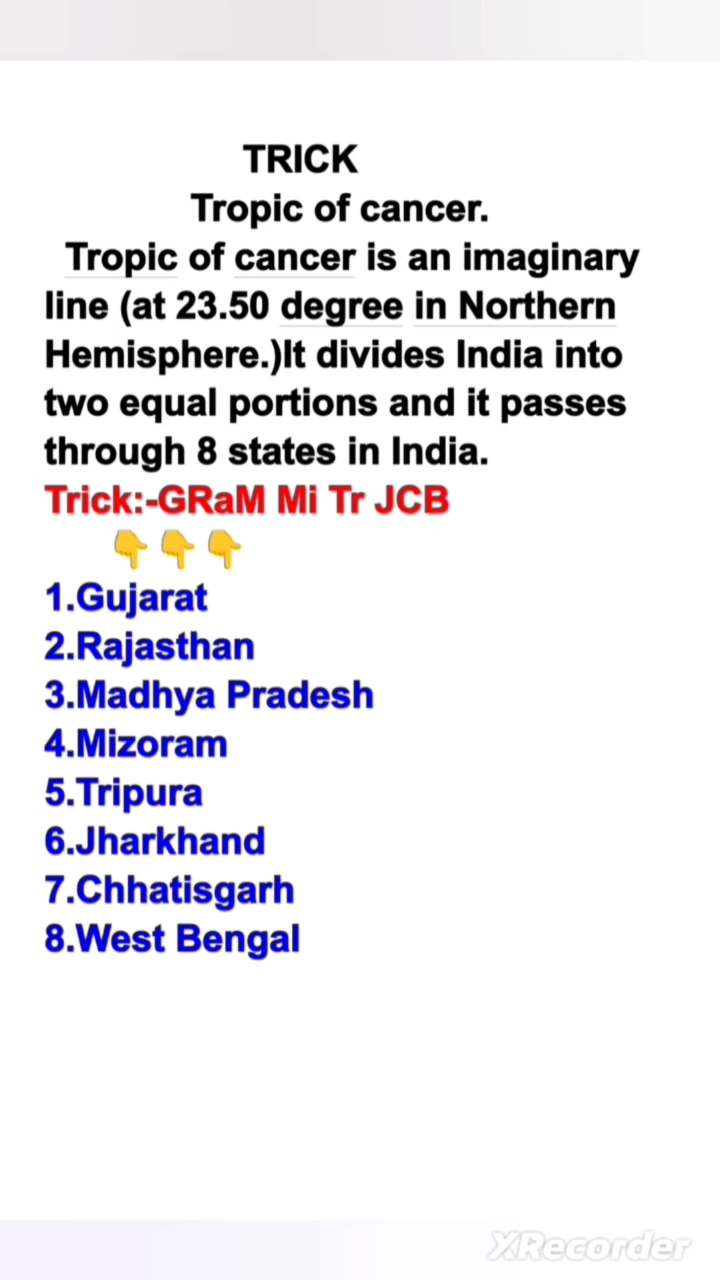 TRICK
Tropic of cancer.
Tropic of cancer is an imaginary
line (at 23.50 degree in Northern
Hemisphere.)It divides India into
two equal portions and it passes
through 8 states in India.
Trick:-GRaM Mi Tr JCB
👇👇👇
1.Gujarat
2.Rajasthan
3.Madhya Pradesh
4.Mizoram
5.Tripura
6.Jharkhand
7.Chhatisgarh
8.West Bengal
XRecorder